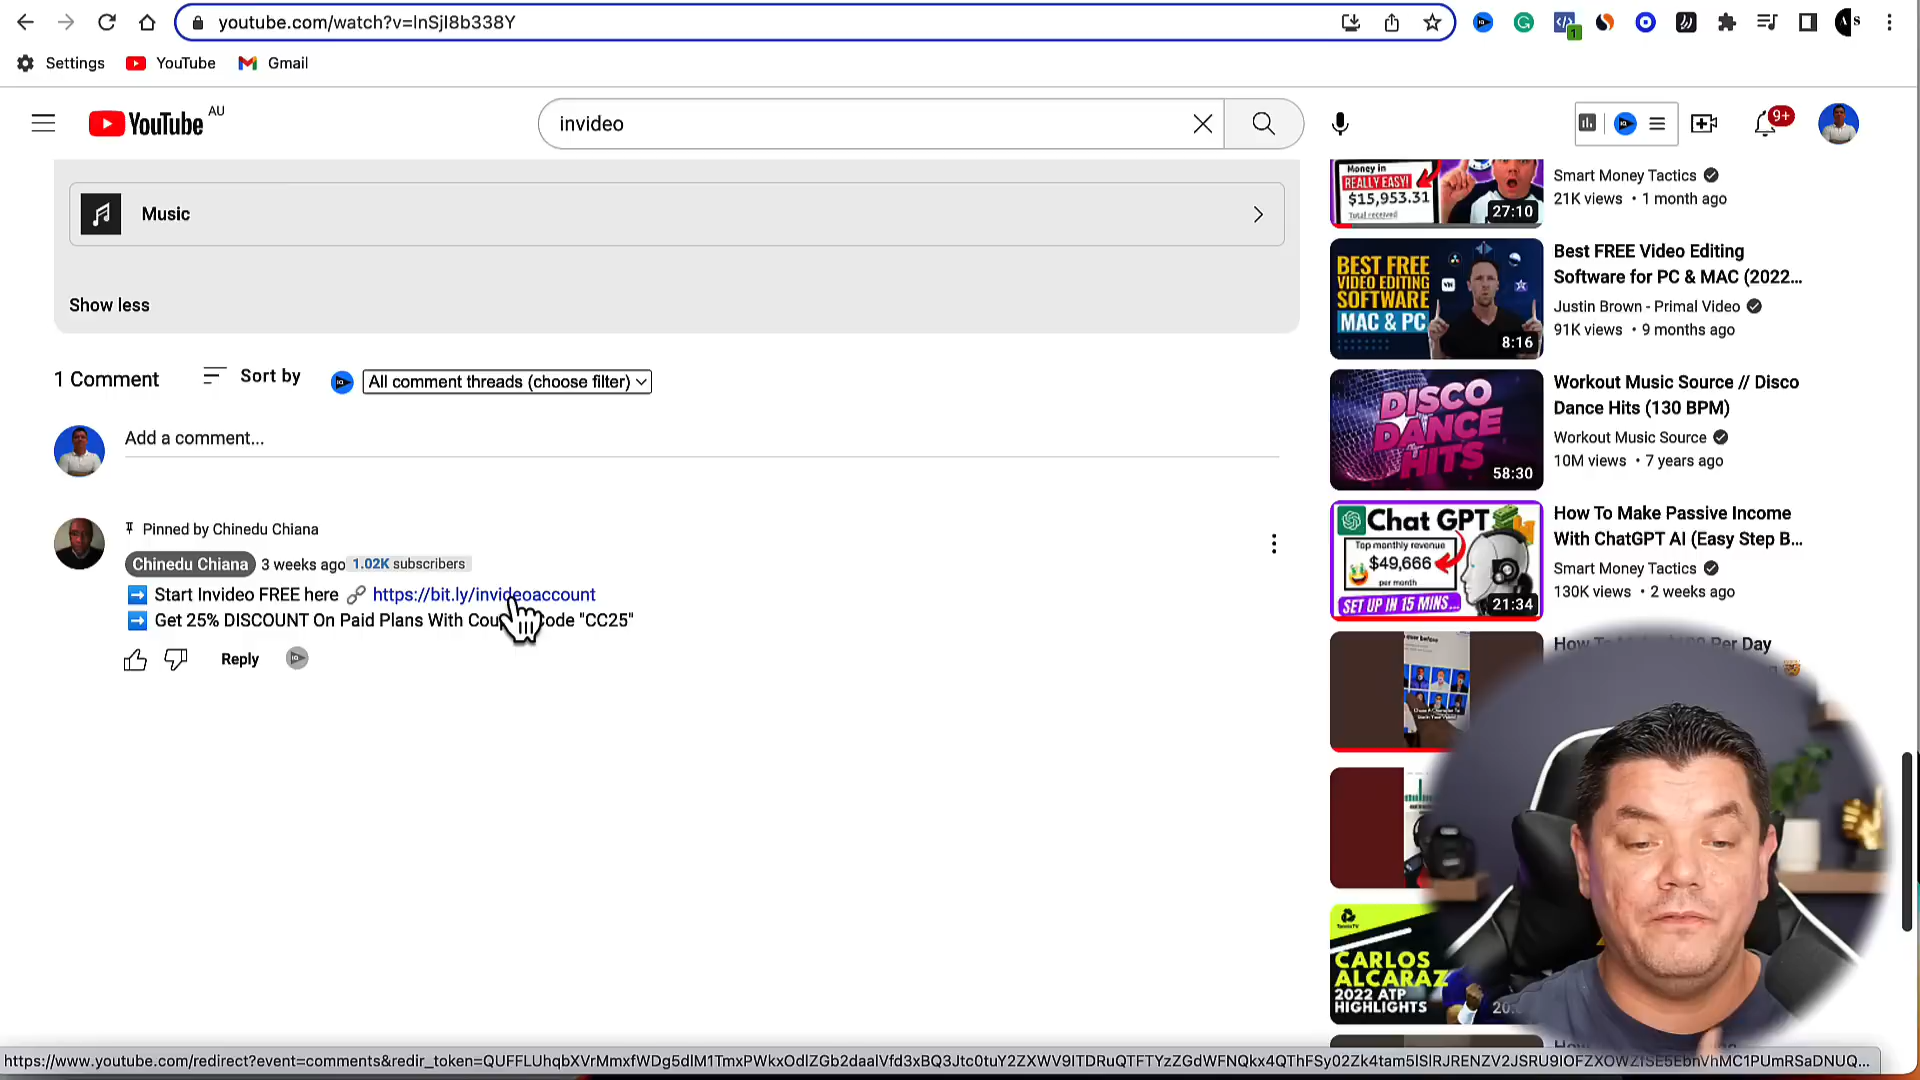 youtube.com/watch?v=lnSjl8b338Y
Settings
YouTube
Gmail
YouTube AU
invideo
9+
Music
Show less
1 Comment
Sort by
All comment threads (choose filter)
Add a comment...
Pinned by Chinedu Chiana
Chinedu Chiana 3 weeks ago 1.02K subscribers
Start Invideo FREE here https://bit.ly/invideoaccount
Get 25% DISCOUNT On Paid Plans With "CC25"
Reply
Money in
REALLY EASY!
$15,953.31
Total received
27:10
Smart Money Tactics
21K views • 1 month ago
BEST FREE
VIDEO EDITING
SOFTWARE
MAC & PC
8:16
Best FREE Video Editing
Software for PC & MAC (2022...
Justin Brown - Primal Video
91K views • 9 months ago
DISCO
DANCE
HITS
58:30
Workout Music Source // Disco
Dance Hits (130 BPM)
Workout Music Source
10M views • 7 years ago
Chat GPT
Top monthly revenue
$49,666
per month
SET UP IN 15 MINS...
21:34
How To Make Passive Income
With ChatGPT AI (Easy Step B...
Smart Money Tactics
130K views • 2 weeks ago
Per Day
CARLOS
ALCARAZ
2022 ATP
HIGHLIGHTS